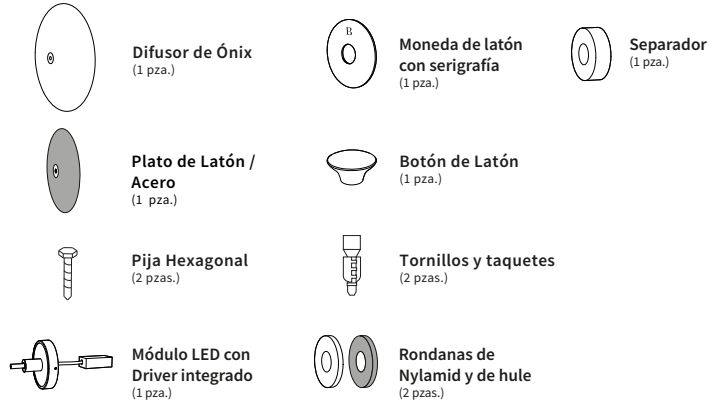 Difusor de Ónix
(1 pza.)
B
Moneda de latón
con serigrafía
(1 pza.)
Separador
(1 pza.)
Plato de Latón /
Acero
(1 pza.)
Botón de Latón
(1 pza.)
Pija Hexagonal
(2 pzas.)
Tornillos y taquetes
(2 pzas.)
Módulo LED con
Driver integrado
(1 pza.)
Rondanas de
Nylamid y de hule
(2 pzas.)